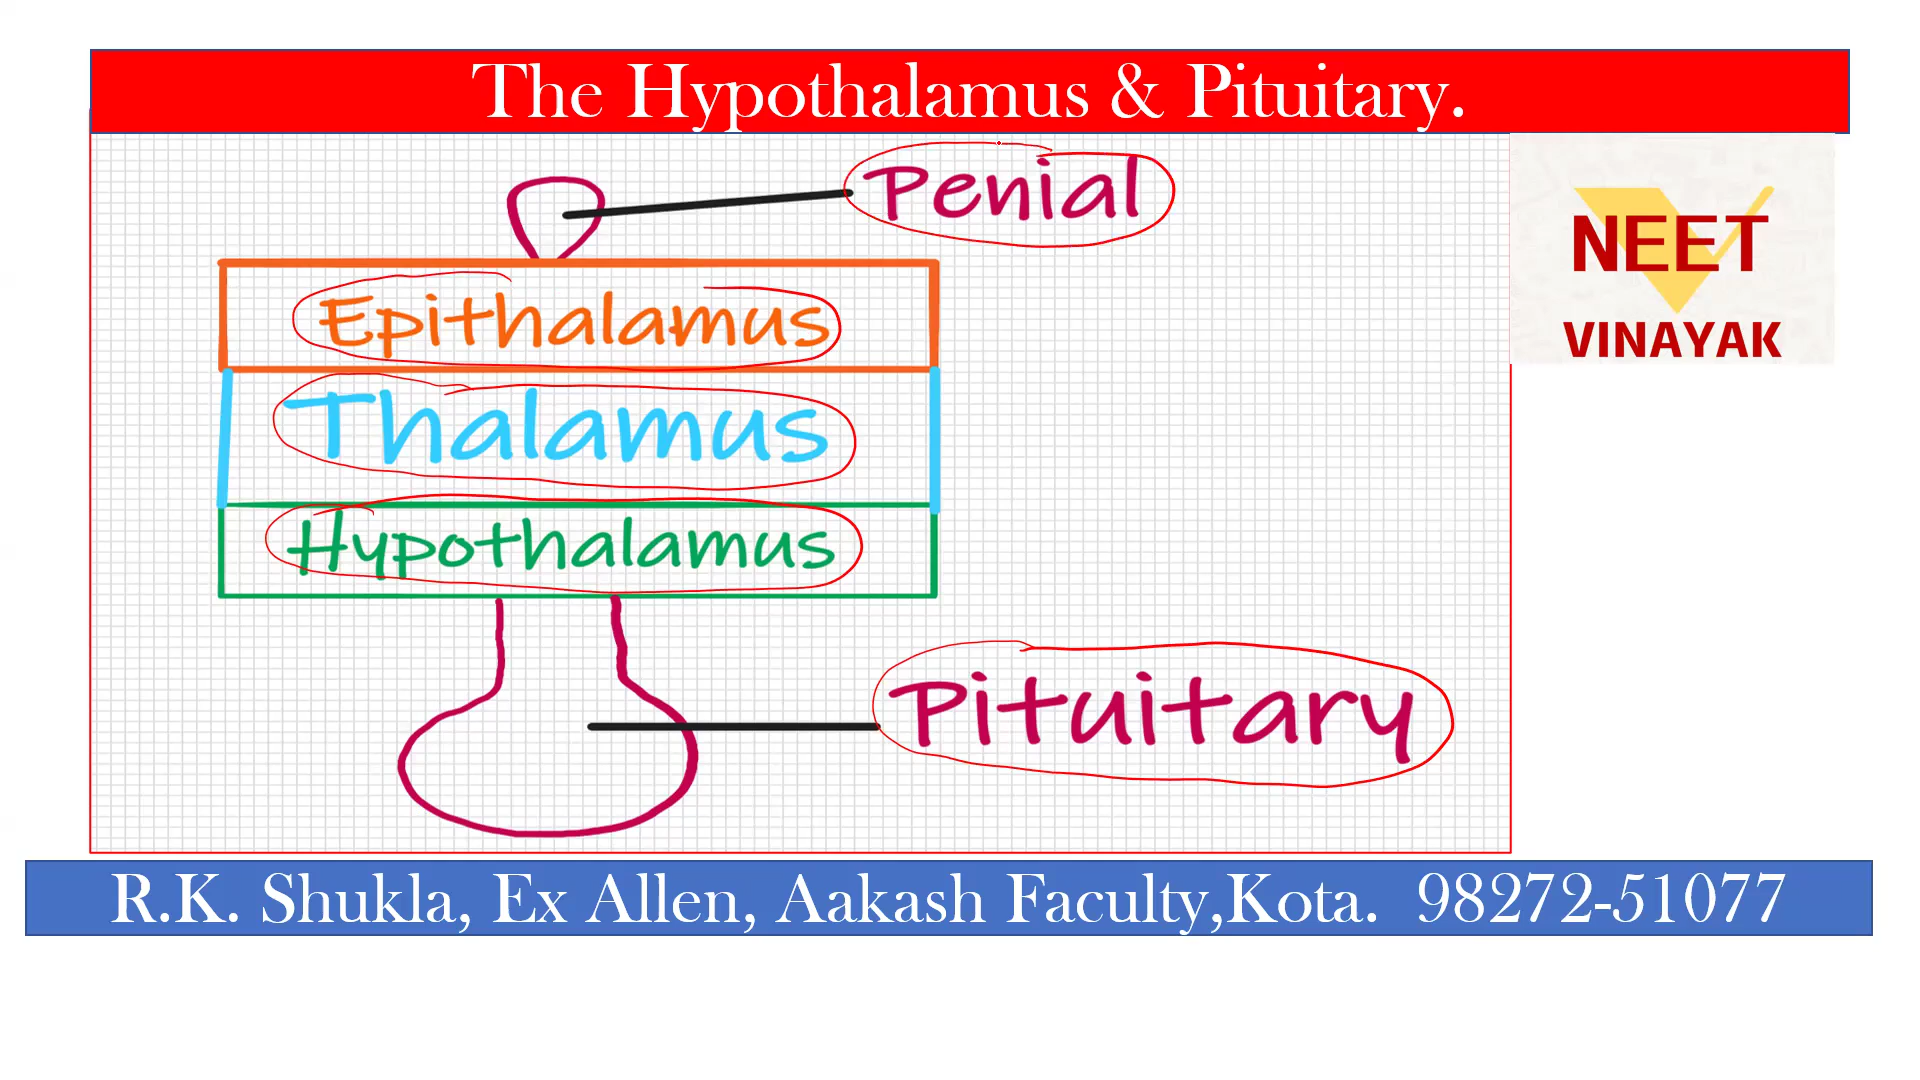 The Hypothalamus & Pituitary.
Penial
NEET
VINAYAK
Epithalamus
Thalamus
Hypothalamus
Pituitary
R.K. Shukla, Ex Allen, Aakash Faculty,Kota. 98272-51077